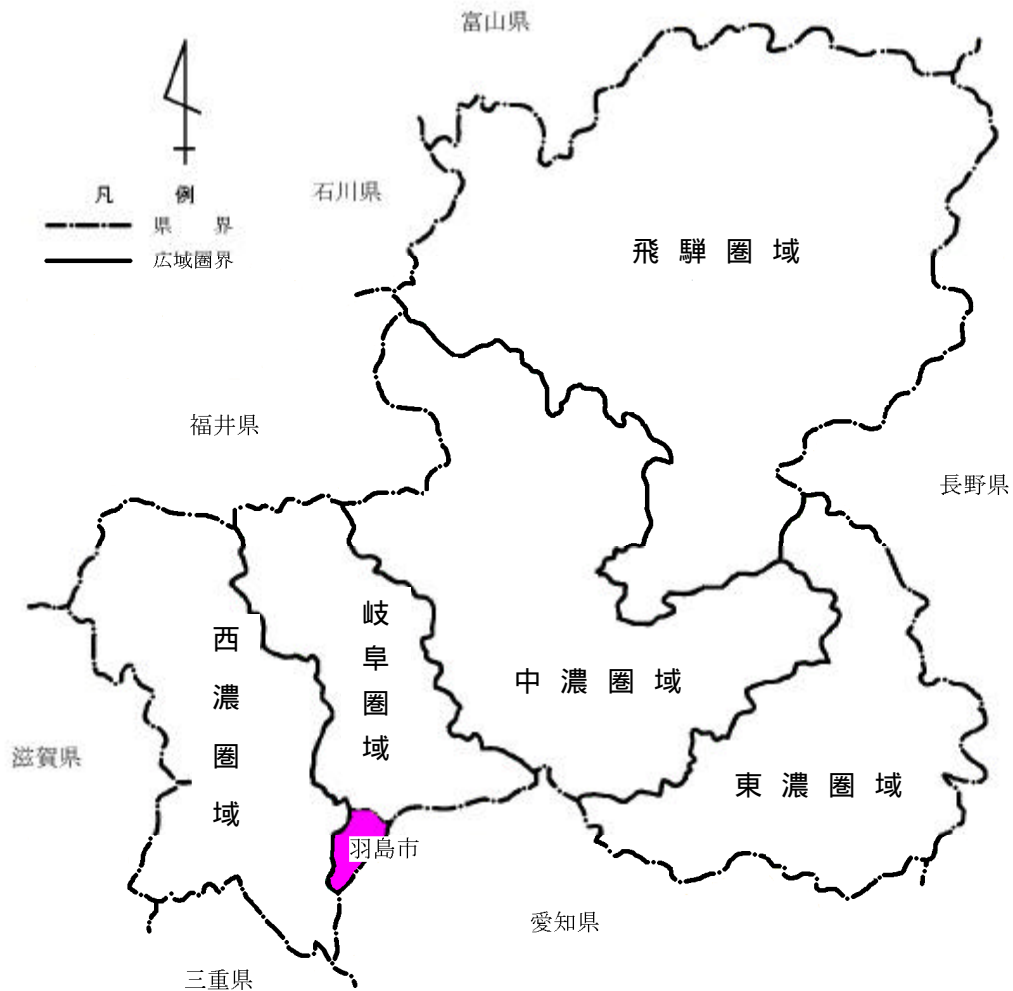 富山県
石川県
凡 例
県 界
広域圏界
飛騨圏域
福井県
長野県
岐阜圏域
西濃圏域
中濃圏域
滋賀県
東濃圏域
羽島市
愛知県
三重県